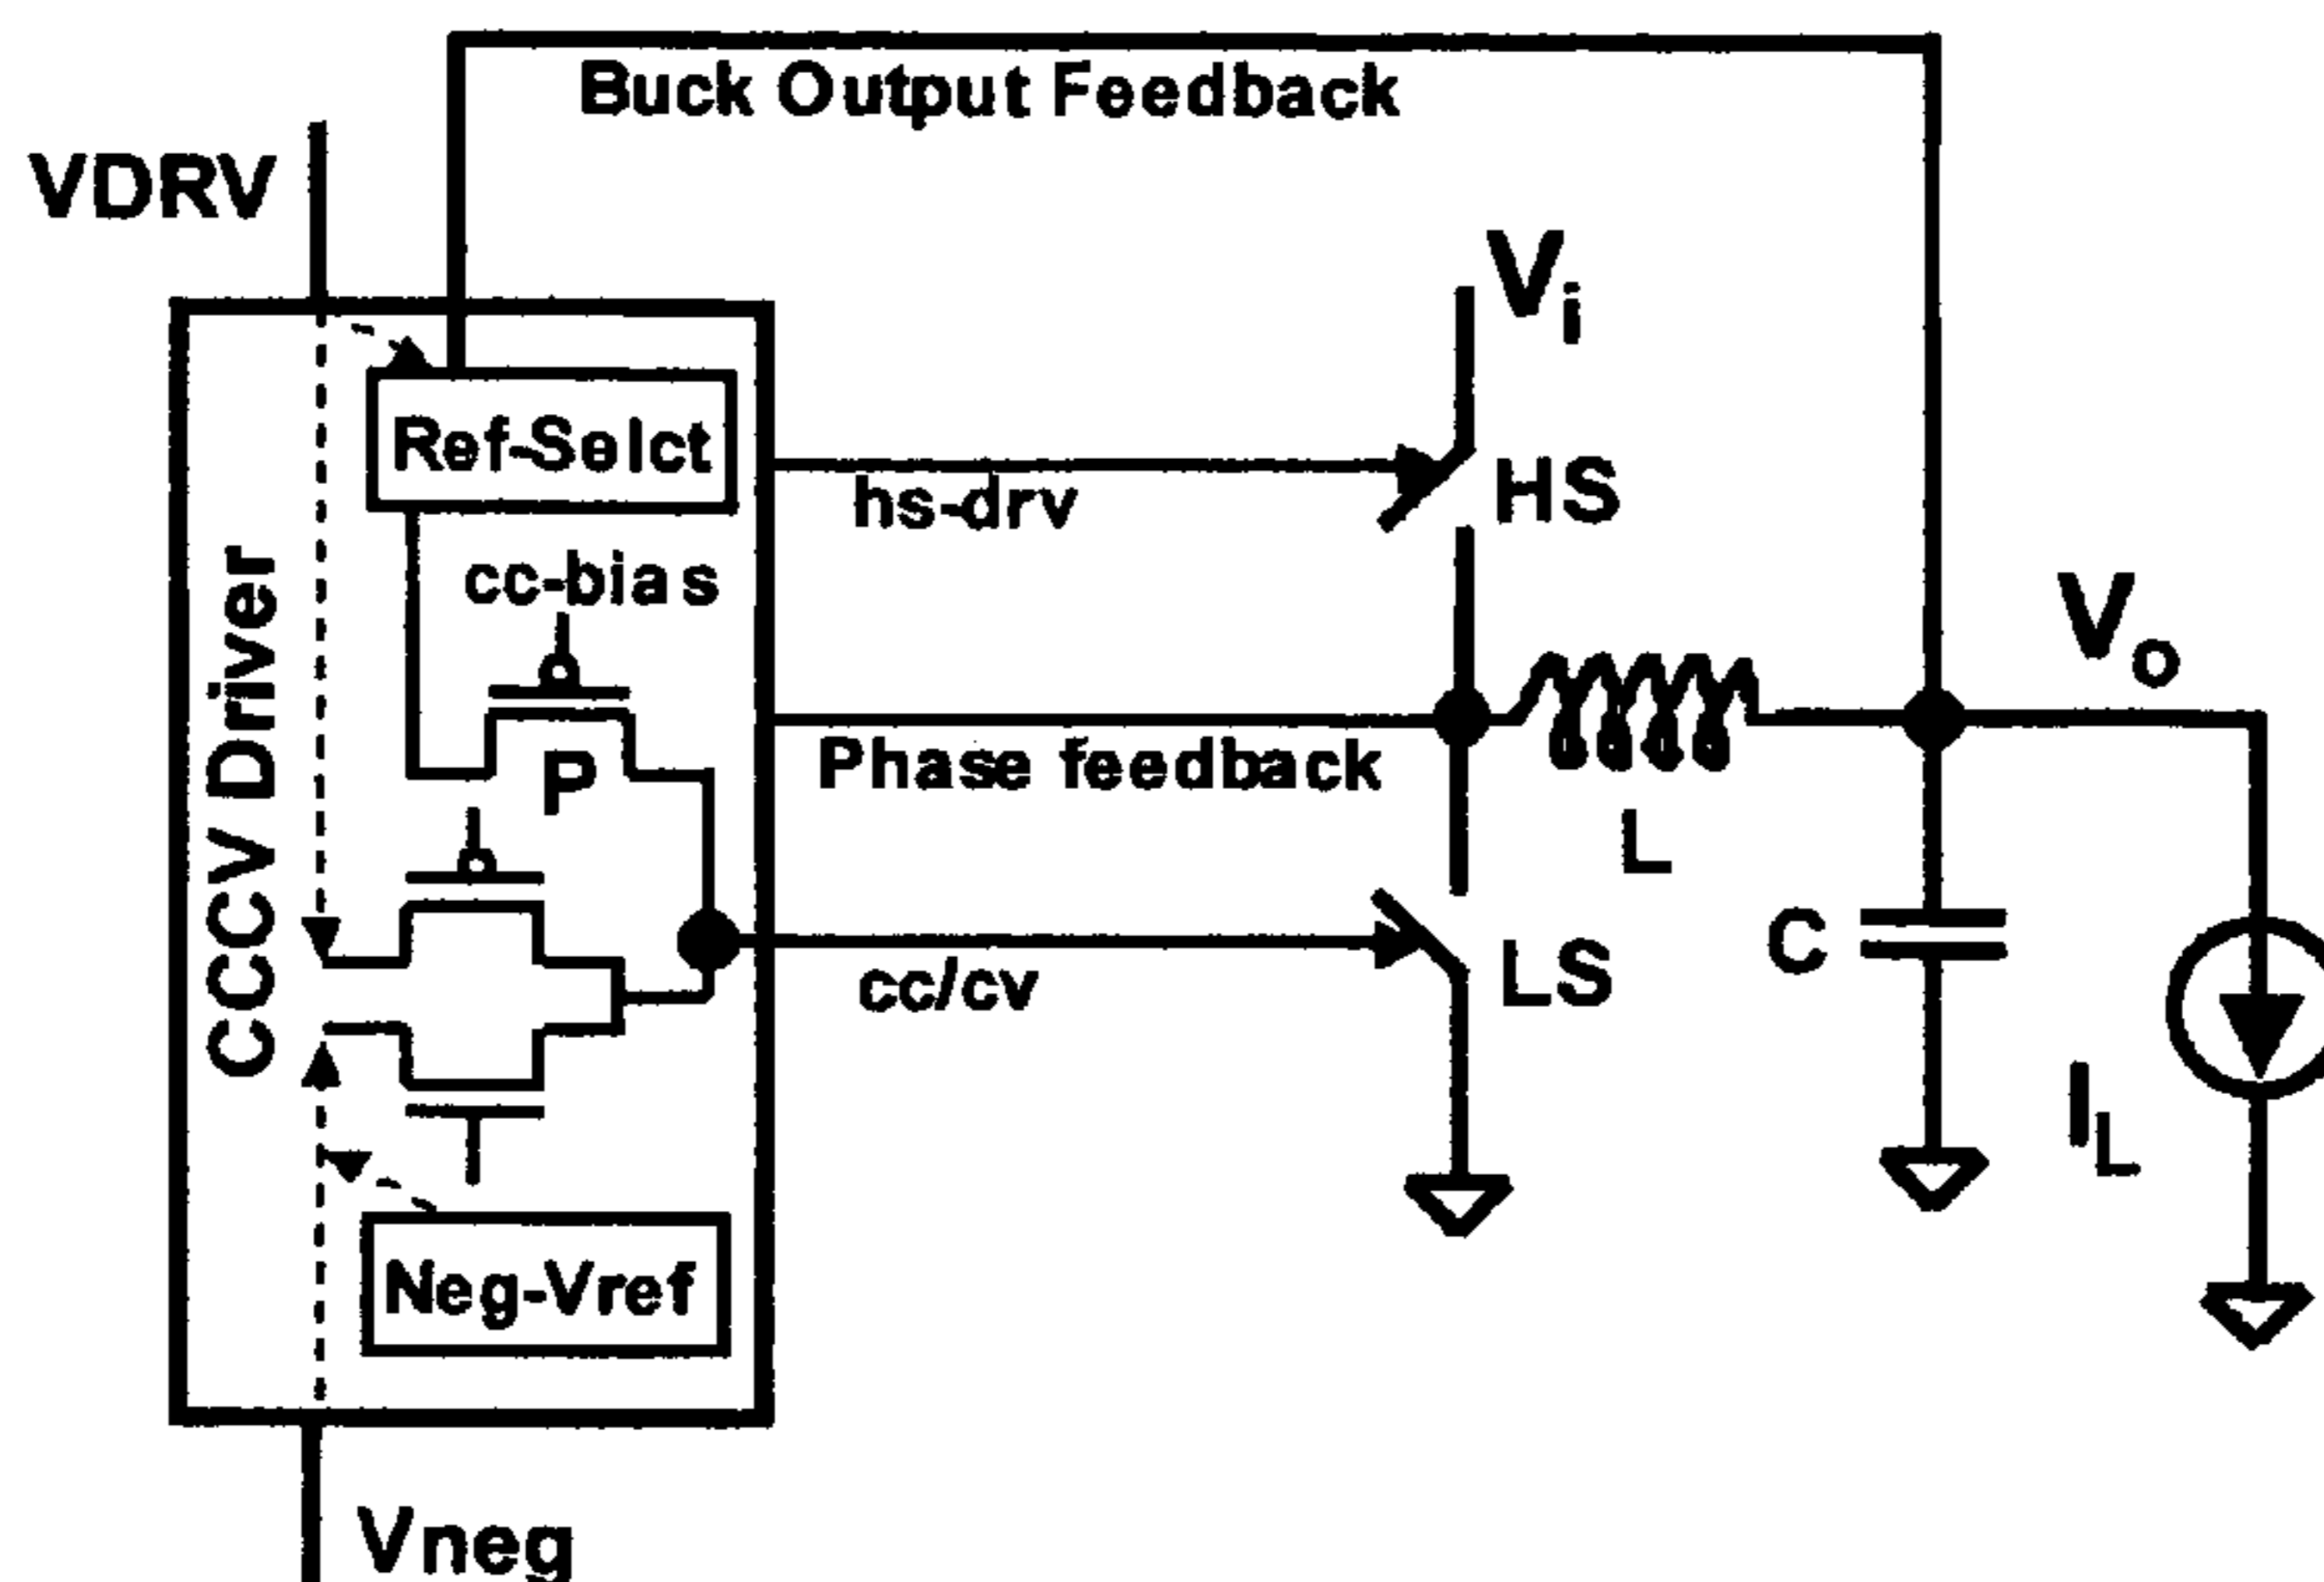 Buck Output Feedback
VDRV
Vi
Ref-Selct
hs-drv
HS
cc-bias
Vo
CCCV Driver
P
Phase feedback
L
C
cc/cv
LS
IL
Neg-Vref
Vneg